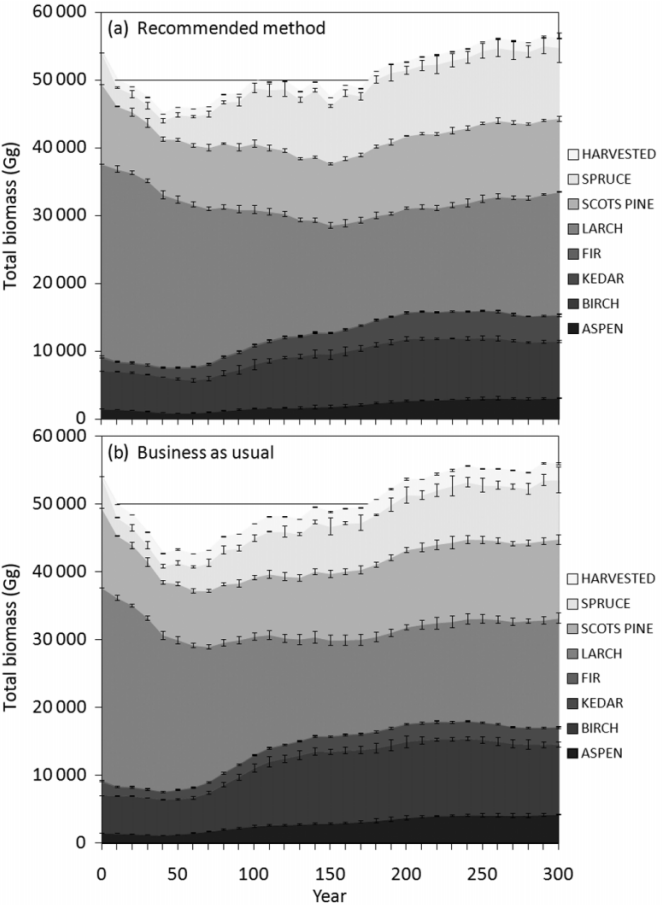 (a) Recommended method
Total biomass (Gg)
60 000
50 000
40 000
30 000
20 000
10 000
0
HARVESTED
SPRUCE
SCOTS PINE
LARCH
FIR
KEDAR
BIRCH
ASPEN
(b) Business as usual
Total biomass (Gg)
60 000
50 000
40 000
30 000
20 000
10 000
0
HARVESTED
SPRUCE
SCOTS PINE
LARCH
FIR
KEDAR
BIRCH
ASPEN
0 50 100 150 200 250 300
Year